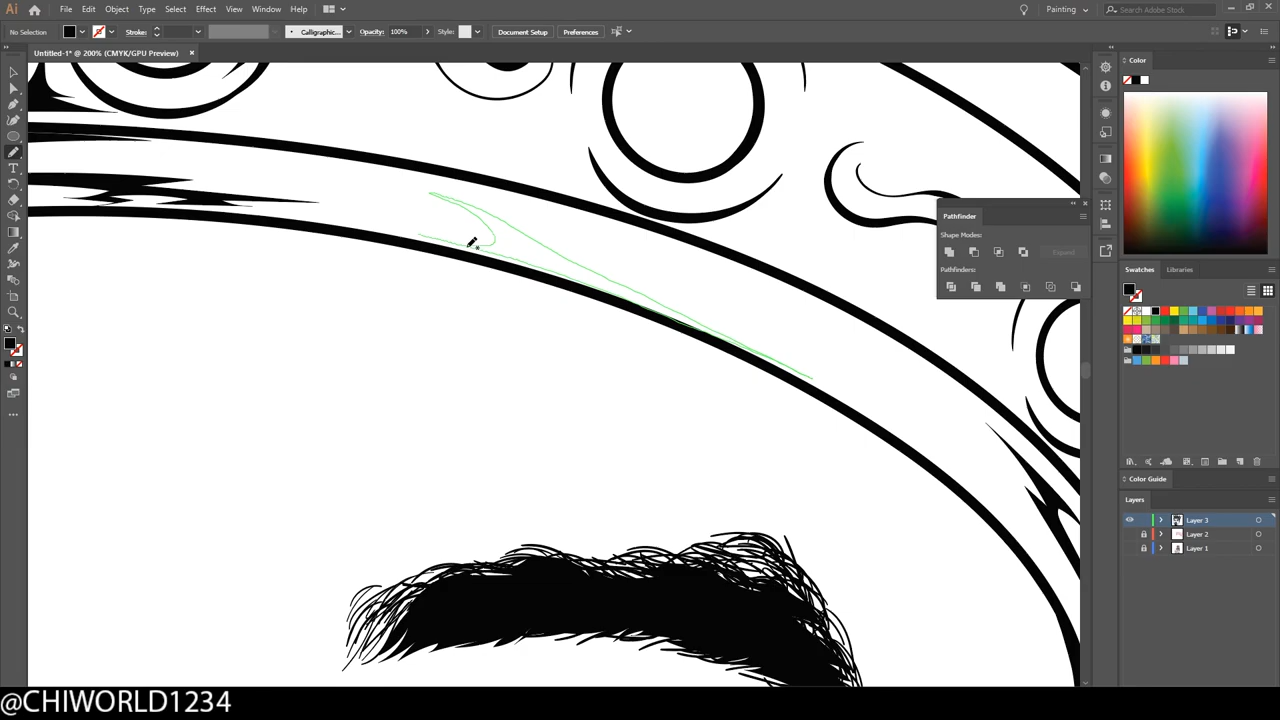 Ai File Edit Object Type Select Effect View Window Help Painting Search Adobe Stock
No Selection Stroke: Calligraphic... Opacity: 100% Style: Document Setup Preferences
Untitled-1* @ 200% (CMYK/GPU Preview)
Color
Pathfinder
Shape Modes:
Expand
Pathfinders:
Swatches Libraries
Color Guide
Layers
Layer 3
Layer 2
Layer 1
@CHIWORLD1234